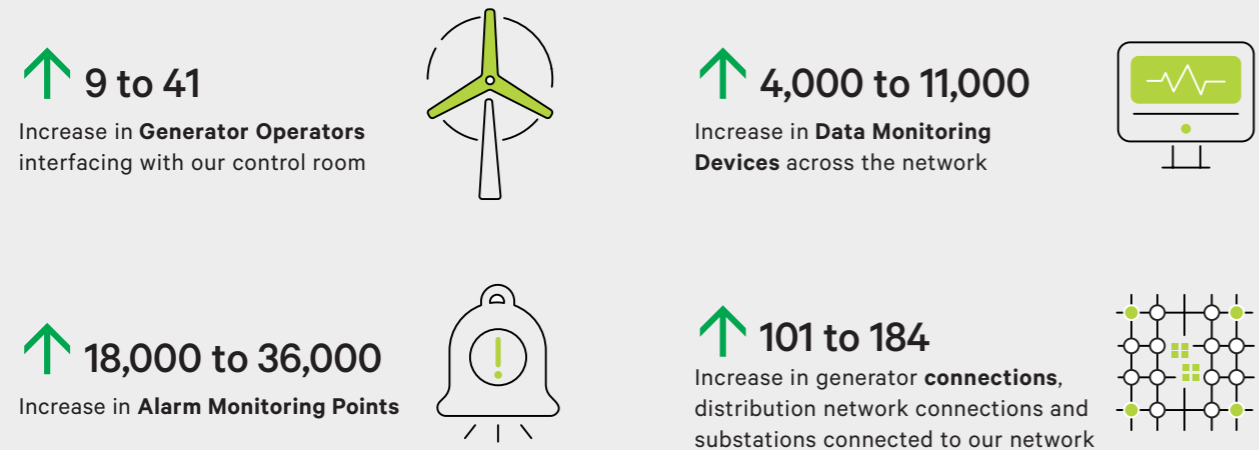 9 to 41
Increase in Generator Operators
interfacing with our control room
4,000 to 11,000
Increase in Data Monitoring
Devices across the network
18,000 to 36,000
Increase in Alarm Monitoring Points
101 to 184
Increase in generator connections,
distribution network connections and
substations connected to our network